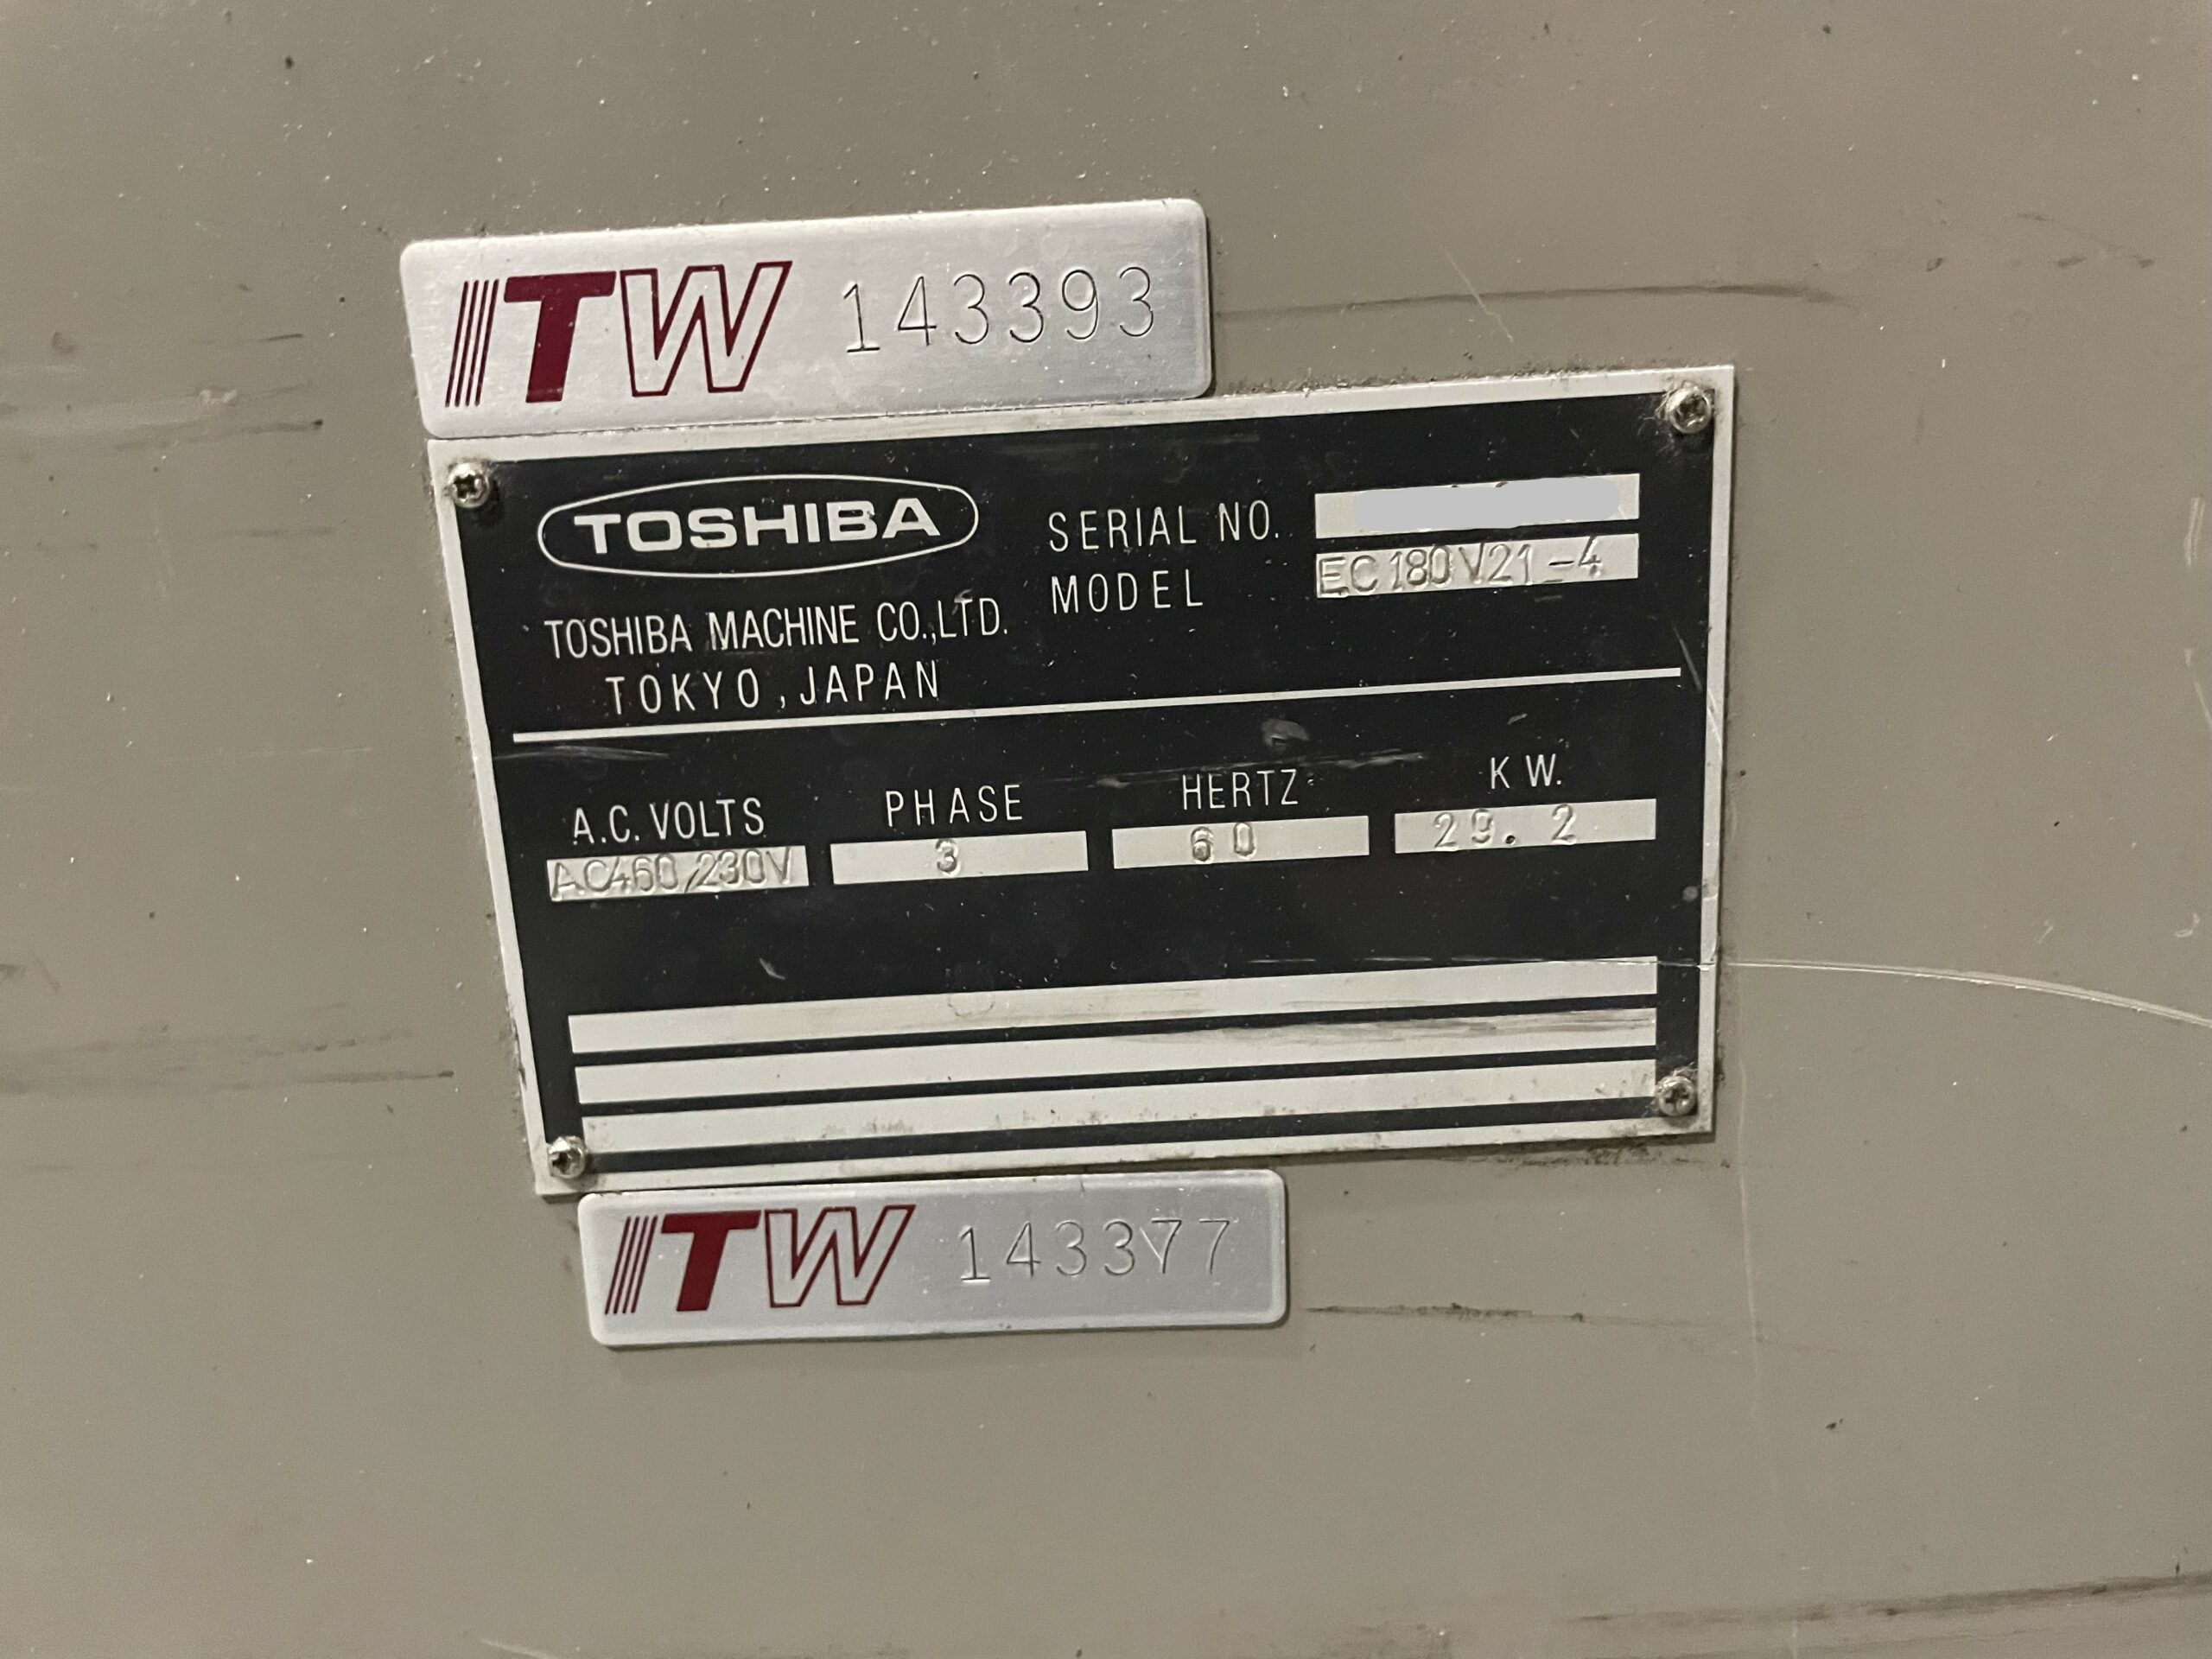 ITW 143393
TOSHIBA
TOSHIBA MACHINE CO.,LTD.
TOKYO, JAPAN
SERIAL NO.
MODEL EC180V21-4
A.C. VOLTS PHASE HERTZ KW.
AC460/230V 3 60 29.2
ITW 143377